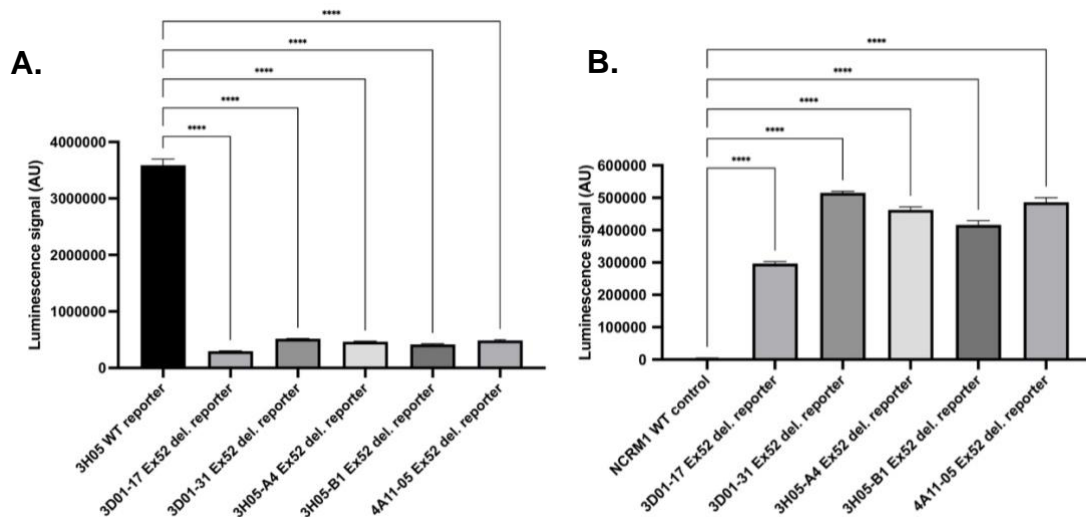 A.
****
****
****
****
****
Luminescence signal (AU)
4000000
3000000
2000000
1000000
0
3H05 WT reporter
3D01-17 Ex52 del. reporter
3D01-31 Ex52 del. reporter
3H05-A4 Ex52 del. reporter
3H05-B1 Ex52 del. reporter
4A11-05 Ex52 del. reporter
B.
****
****
****
****
****
Luminescence signal (AU)
600000
500000
400000
300000
200000
100000
0
NCRM1 WT control
3D01-17 Ex52 del. reporter
3D01-31 Ex52 del. reporter
3H05-A4 Ex52 del. reporter
3H05-B1 Ex52 del. reporter
4A11-05 Ex52 del. reporter